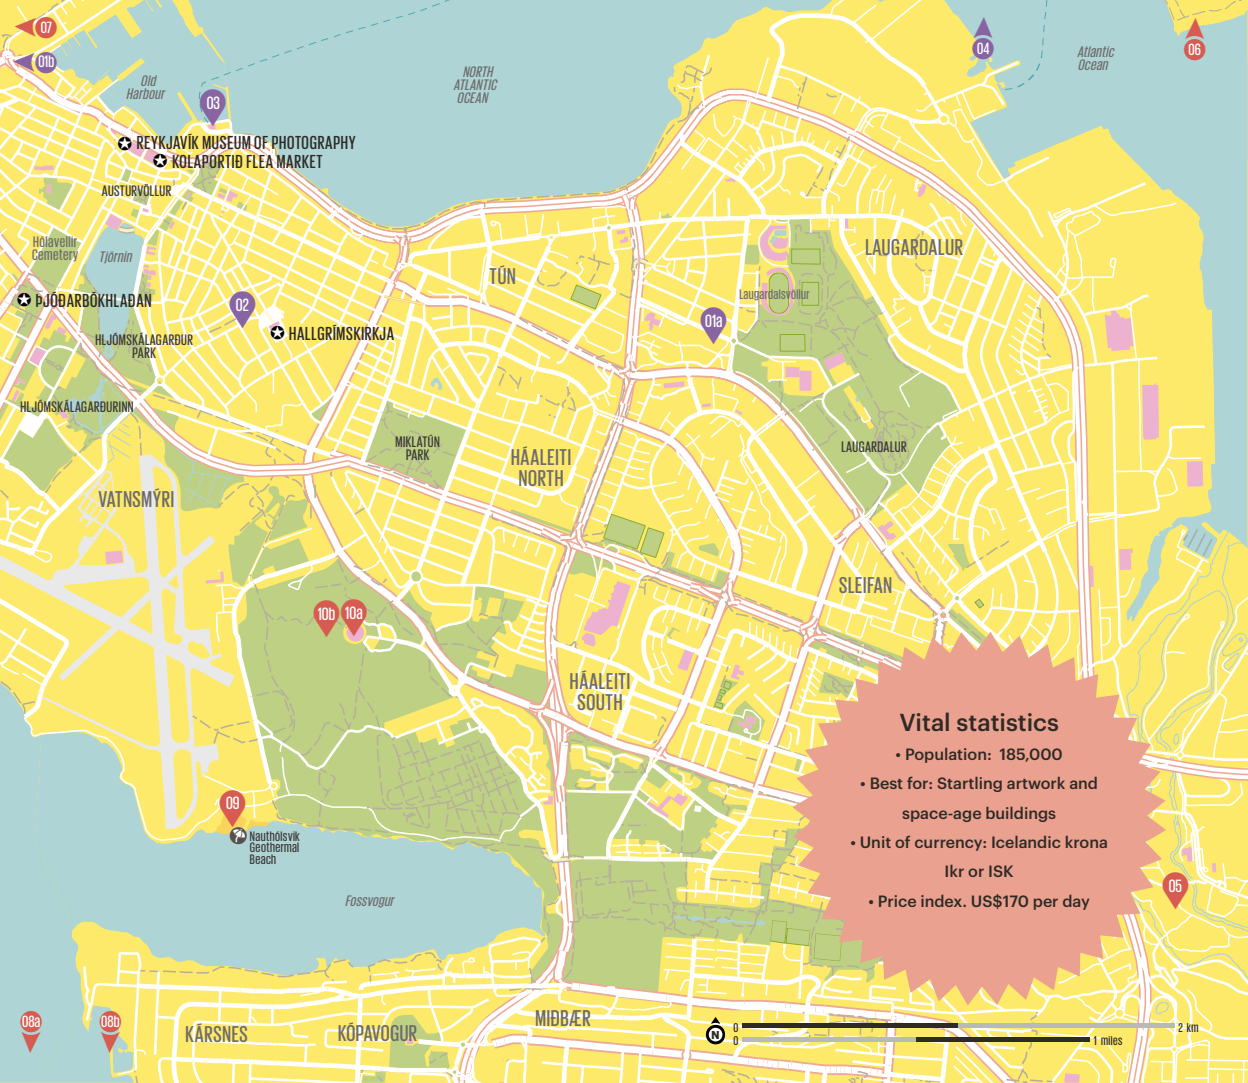 07
01b
04
06
Old
Harbour
NORTH
ATLANTIC
OCEAN
Atlantic
Ocean
03
REYKJAVÍK MUSEUM OF PHOTOGRAPHY
KOLAPORTIÐ FLEA MARKET
AUSTURVÖLLUR
Hólavellir
Cemetery
Tjörnin
TÚN
LAUGARDALUR
Laugardalsvöllur
ÞJÓÐARBÓKHLAÐAN
02
01a
HALLGRÍMSKIRKJA
HLJÓMSKÁLAGARÐUR
PARK
HLJÓMSKÁLAGARÐURINN
MIKLATÚN
PARK
HÁALEITI
NORTH
LAUGARDALUR
VATNSMÝRI
SLEIFAN
10b
10a
HÁALEITI
SOUTH
Vital statistics
• Population: 185,000
• Best for: Startling artwork and
space-age buildings
• Unit of currency: Icelandic krona
Ikr or ISK
• Price index. US$170 per day
09
Nauthólsvík
Geothermal
Beach
05
Fossvogur
08a
08b
KÁRSNES
KÓPAVOGUR
MIÐBÆR
N
0
2 km
0
1 miles